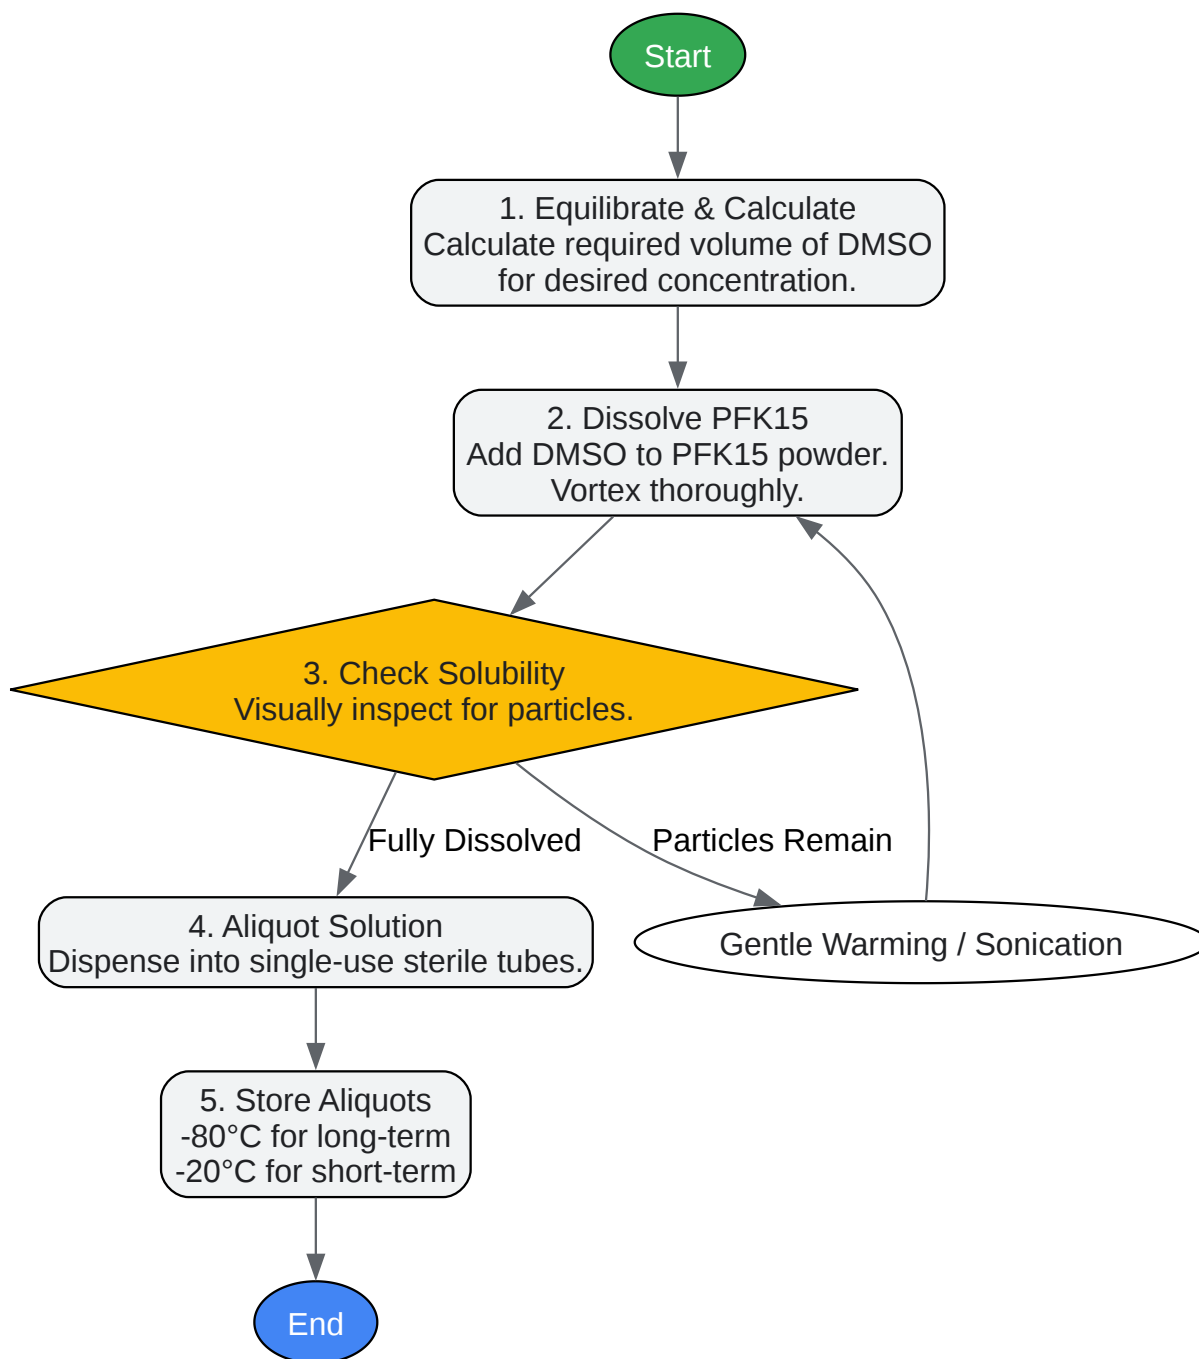 Start
1. Equilibrate & Calculate
Calculate required volume of DMSO
for desired concentration.
2. Dissolve PFK15
Add DMSO to PFK15 powder.
Vortex thoroughly.
3. Check Solubility
Visually inspect for particles.
Fully Dissolved
Particles Remain
4. Aliquot Solution
Dispense into single-use sterile tubes.
Gentle Warming / Sonication
5. Store Aliquots
-80°C for long-term
-20°C for short-term
End